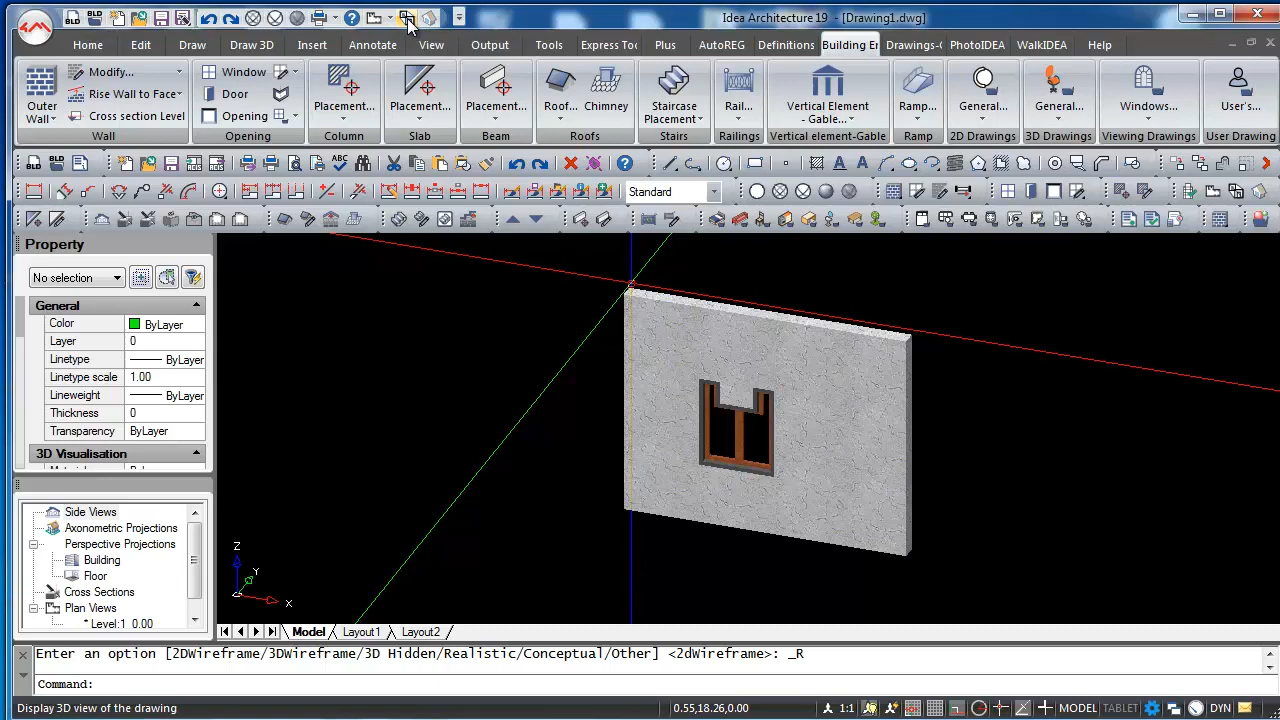 BLD BLD
Idea Architecture 19 - [Drawing1.dwg]
Home Edit Draw Draw 3D Insert Annotate View Output Tools Express Toc Plus AutoREG Definitions Building Er Drawings-( PhotoIDEA WalkIDEA Help
Modify... Window
Rise Wall to Face Door
Cross section Level Opening
Outer Wall
Placement... Placement... Placement... Roof... Chimney Staircase Placement Rail... Vertical Element - Gable... Ramp... General... General... Windows... User's...
Wall Opening Column Slab Beam Roofs Stairs Railings Vertical element-Gable Ramp 2D Drawings 3D Drawings Viewing Drawings User Drawing
BLD BLD ABC A A
Standard
Property
No selection
General
Color ByLayer
Layer 0
Linetype ByLayer
Linetype scale 1.00
Lineweight ByLayer
Thickness 0
Transparency ByLayer
3D Visualisation
Side Views
Axonometric Projections
Perspective Projections
Building
Floor
Cross Sections
Plan Views
* Level:1 0.00
Z
Y
X
Model Layout1 Layout2
Enter an option [2DWireframe/3DWireframe/3D Hidden/Realistic/Conceptual/Other] <2dWireframe>: _R
Command:
Display 3D view of the drawing 0.55,18.26,0.00 1:1 MODEL TABLET DYN